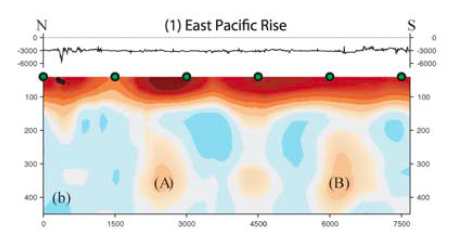 N (1) East Pacific Rise S
0 0
-3000 -3000
-6000 -6000
100 100
200 200
300 (A) (B) 300
400 (b) 400
0 1500 3000 4500 6000 7500